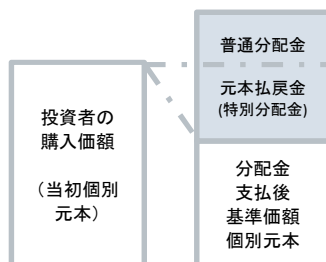 投資者の
購入価額
（当初個別
元本）
普通分配金
元本払戻金
(特別分配金)
分配金
支払後
基準価額
個別元本